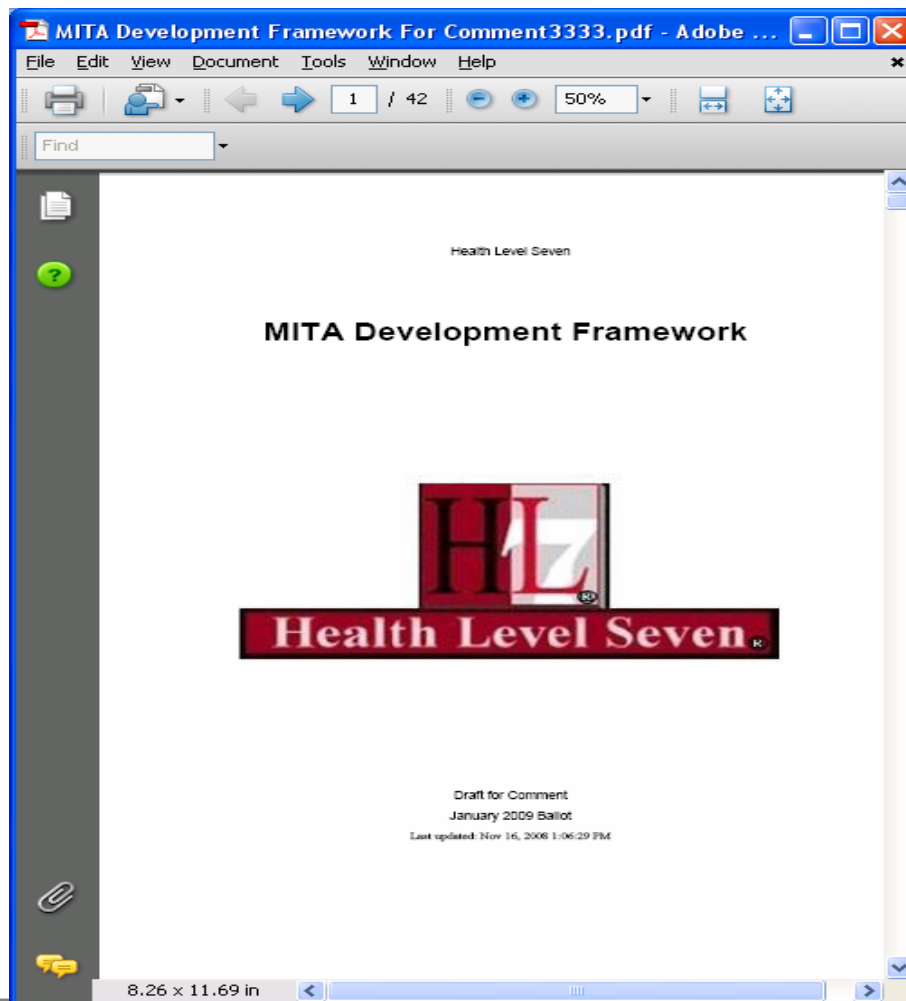 MITA Development Framework For Comment3333.pdf - Adobe ...
File Edit View Document Tools Window Help
1 / 42 50%
Find
Health Level Seven
MITA Development Framework
HL7®
Health Level Seven®
Draft for Comment
January 2009 Ballot
Last updated: Nov 16, 2008 1:06:29 PM
8.26 x 11.69 in